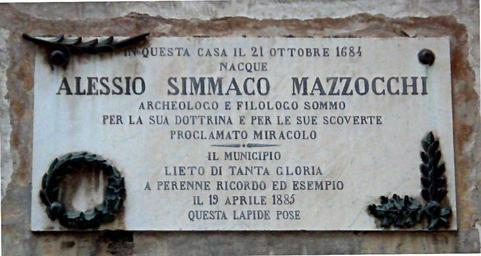 IN QUESTA CASA IL 21 OTTOBRE 1684
NACQUE
ALESSIO SIMMACO MAZZOCCHI
ARCHEOLOGO E FILOLOGO SOMMO
PER LA SUA DOTTRINA E PER LE SUE SCOVERTE
PROCLAMATO MIRACOLO
IL MUNICIPIO
LIETO DI TANTA GLORIA
A PERENNE RICORDO ED ESEMPIO
IL 19 APRILE 1885
QUESTA LAPIDE POSE